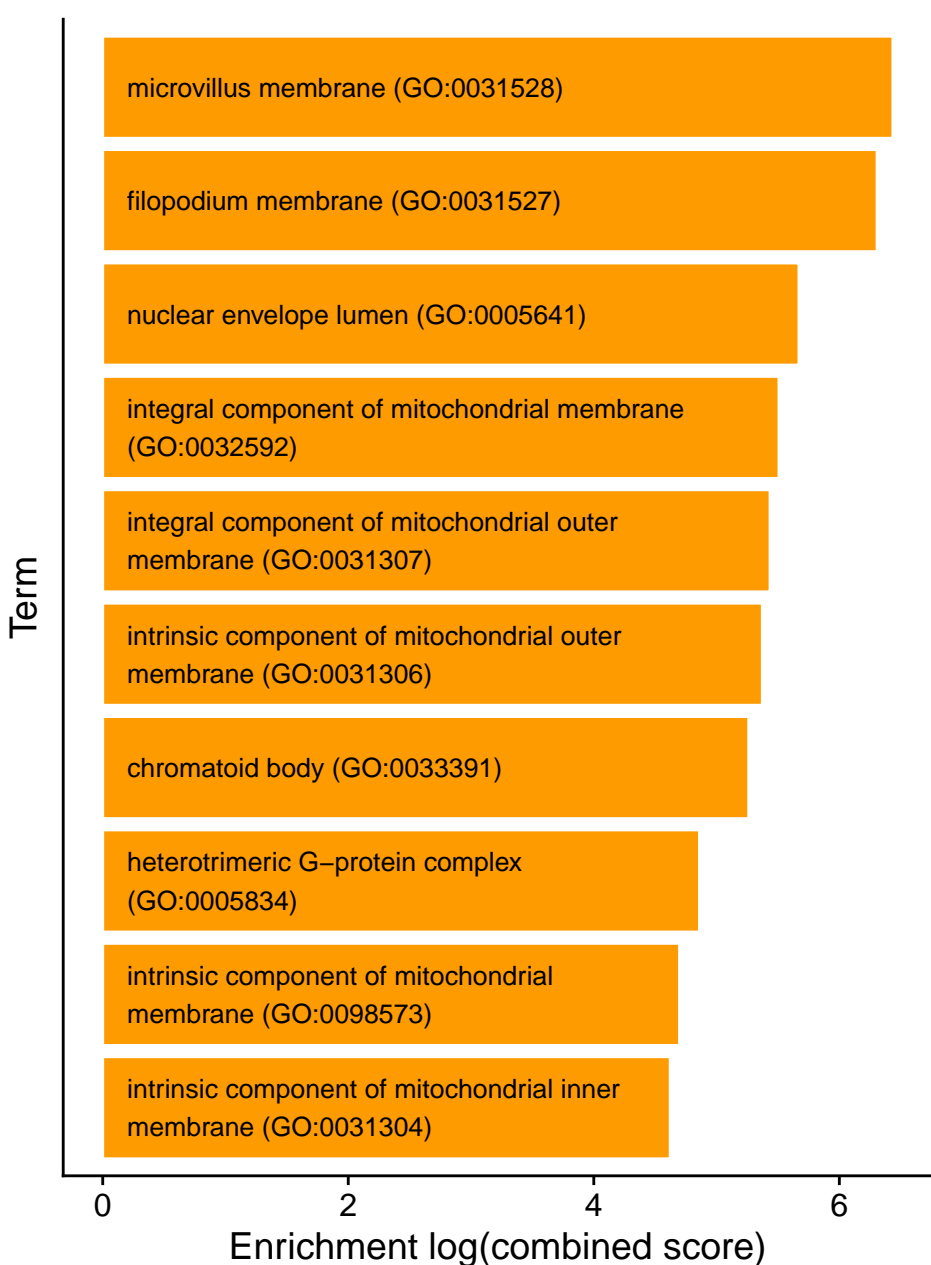 microvillus membrane (GO:0031528)
filopodium membrane (GO:0031527)
nuclear envelope lumen (GO:0005641)
integral component of mitochondrial membrane
(GO:0032592)
integral component of mitochondrial outer
membrane (GO:0031307)
intrinsic component of mitochondrial outer
membrane (GO:0031306)
chromatoid body (GO:0033391)
heterotrimeric G−protein complex
(GO:0005834)
intrinsic component of mitochondrial
membrane (GO:0098573)
intrinsic component of mitochondrial inner
membrane (GO:0031304)
Term
0 2 4 6
Enrichment log(combined score)